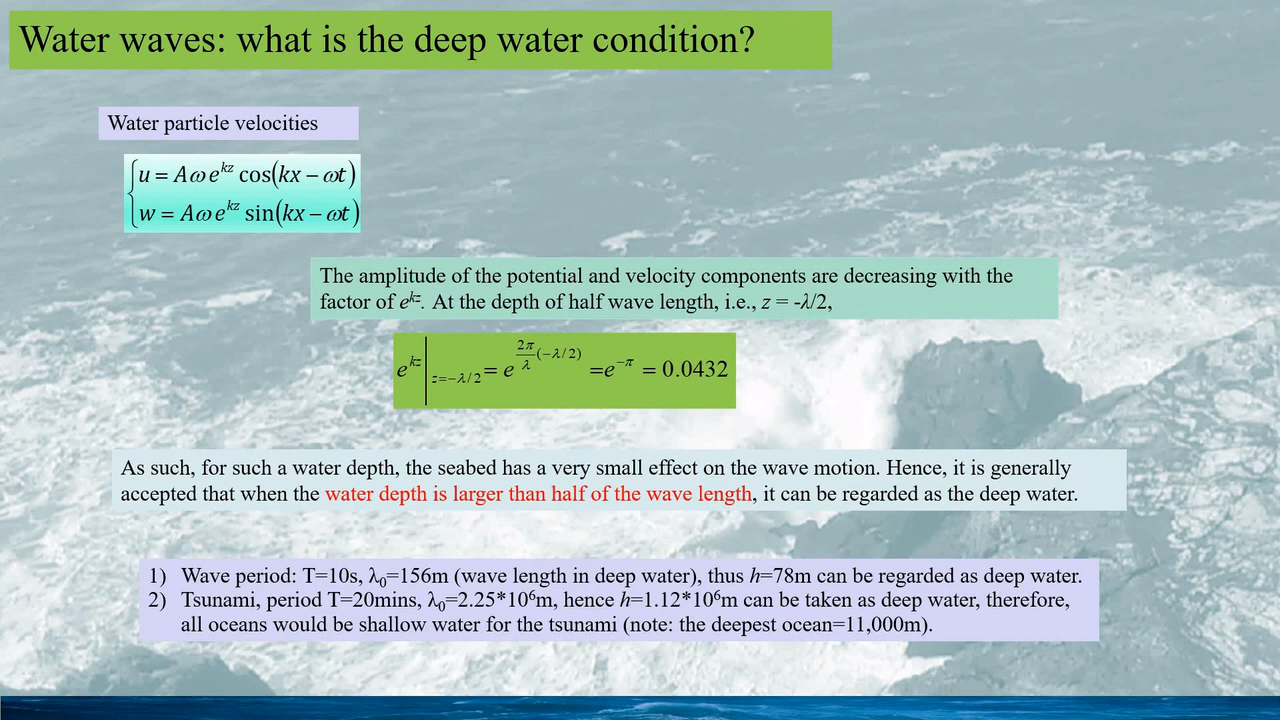 Water waves: what is the deep water condition?
Water particle velocities
u = Aω e^{kz} cos(kx − ωt)
w = Aω e^{kz} sin(kx − ωt)
The amplitude of the potential and velocity components are decreasing with the
factor of e^{kz}. At the depth of half wave length, i.e., z = -λ/2,
e^{kz}|_{z=−λ/2} = e^{\frac{2π}{λ}(−λ/2)} =e^{−π} = 0.0432
As such, for such a water depth, the seabed has a very small effect on the wave motion. Hence, it is generally
accepted that when the water depth is larger than half of the wave length, it can be regarded as the deep water.
1) Wave period: T=10s, λ₀=156m (wave length in deep water), thus h=78m can be regarded as deep water.
2) Tsunami, period T=20mins, λ₀=2.25*10⁶m, hence h=1.12*10⁶m can be taken as deep water, therefore,
all oceans would be shallow water for the tsunami (note: the deepest ocean=11,000m).